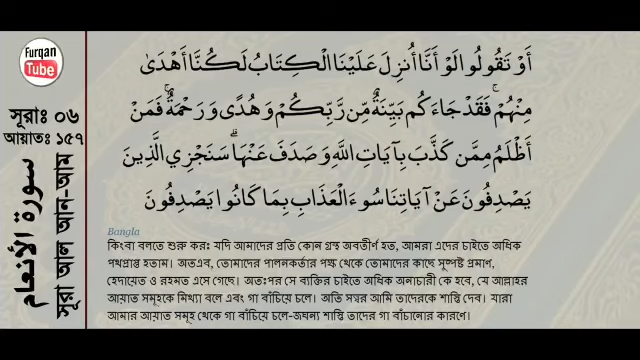 Furqan
Tube
সূরাঃ ০৬
আয়াতঃ ১৫৭
سورة الأنعام
সূরা আল আন-আম
أَوْ تَقُولُوا لَوْ أَنَّا أُنزِلَ عَلَيْنَا الْكِتَابُ لَكُنَّا أَهْدَىٰ
مِنْهُمْ ۚ فَقَدْ جَاءَكُم بَيِّنَةٌ مِّن رَّبِّكُمْ وَهُدًى وَرَحْمَةٌ ۚ فَمَنْ
أَظْلَمُ مِمَّن كَذَّبَ بِآيَاتِ اللَّهِ وَصَدَفَ عَنْهَا ۗ سَنَجْزِي الَّذِينَ
يَصْدِفُونَ عَنْ آيَاتِنَا سُوءَ الْعَذَابِ بِمَا كَانُوا يَصْدِفُونَ
Bangla
কিংবা বলতে শুরু করঃ যদি আমাদের প্রতি কোন গ্রন্থ অবতীর্ণ হত, আমরা এদের চাইতে অধিক
পথপ্রাপ্ত হতাম। অতএব, তোমাদের পালনকর্তার পক্ষ থেকে তোমাদের কাছে সুষ্পষ্ট প্রমাণ,
হেদায়েত ও রহমত এসে গেছে। অতঃপর সে ব্যক্তির চাইতে অধিক অনাচারী কে হবে, যে আল্লাহর
আয়াত সমূহকে মিথ্যা বলে এবং গা বাঁচিয়ে চলে। অতি সত্বর আমি তাদেরকে শাস্তি দেব। যারা
আমার আয়াত সমূহ থেকে গা বাঁচিয়ে চলে-জঘন্য শাস্তি তাদের গা বাঁচানোর কারণে।